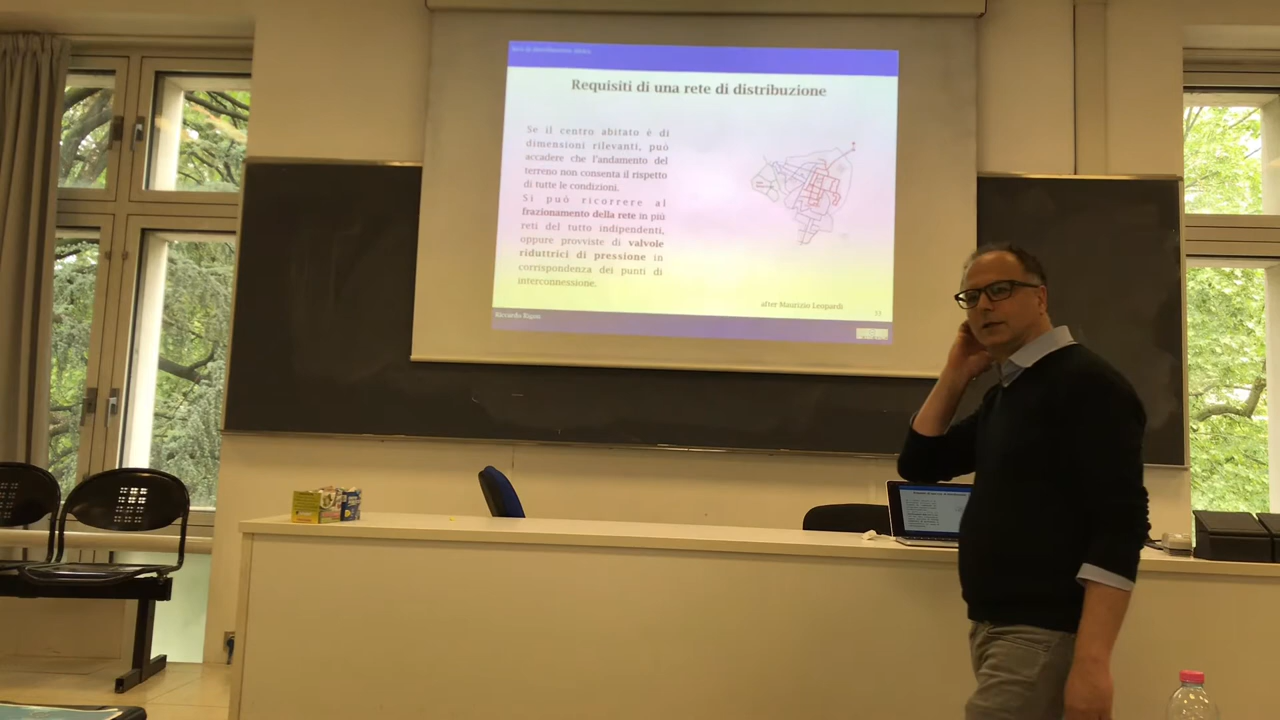 Requisiti di una rete di distribuzione
Se il centro abitato è di
dimensioni rilevanti, può
accadere che l'andamento del
terreno non consenta il rispetto
di tutte le condizioni.
Si può ricorrere al
frazionamento della rete in più
reti del tutto indipendenti,
oppure provviste di valvole
riduttrici di pressione in
corrispondenza dei punti di
interconnessione.
after Maurizio Leopardi
Riccardo Rigon